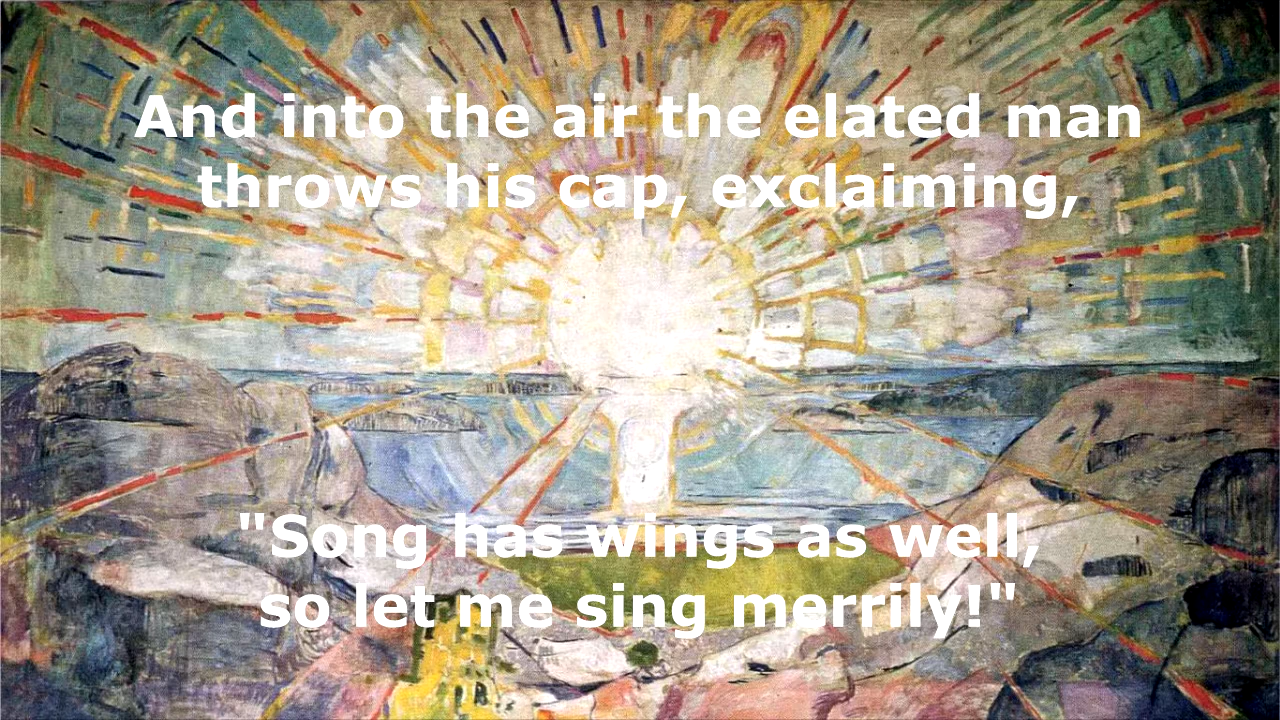 And into the air the elated man
throws his cap, exclaiming,
"Song has wings as well,
so let me sing merrily!"